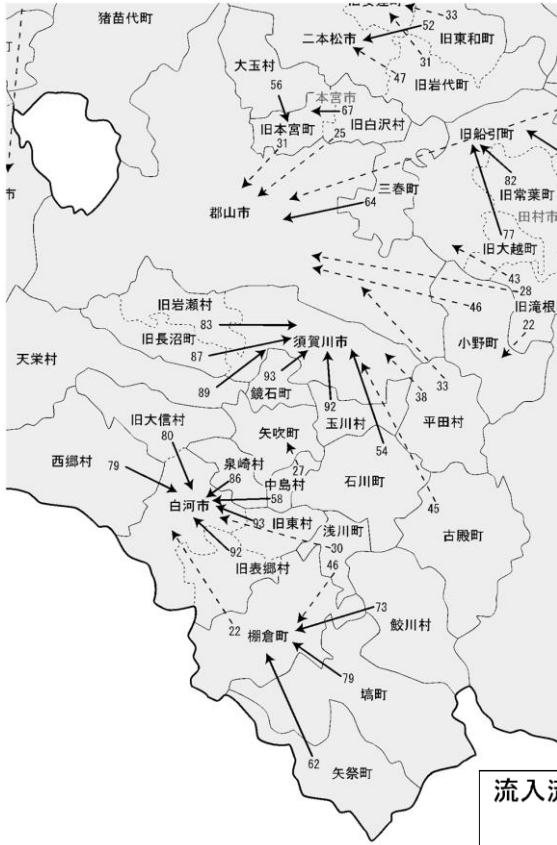 猪苗代町
33
52
二本松市
旧東和町
大玉村
31
47
旧岩代町
56
本宮市
67
旧本宮町
旧白沢村
31
25
旧船引町
三春町
82
旧常葉町
64
郡山市
田村市
77
旧大越町
43
28
旧岩瀬村
46
旧滝根
83
22
旧長沼町
須賀川市
小野町
87
天栄村
89
93
33
鏡石町
92
38
玉川村
平田村
旧大信村
54
80
矢吹町
西郷村
79
泉崎村
27
86
中島村
石川町
58
白河市
45
93
旧東村
浅川町
古殿町
92
30
旧表郷村
46
73
22
棚倉町
鮫川村
79
塙町
62
矢祭町
流入